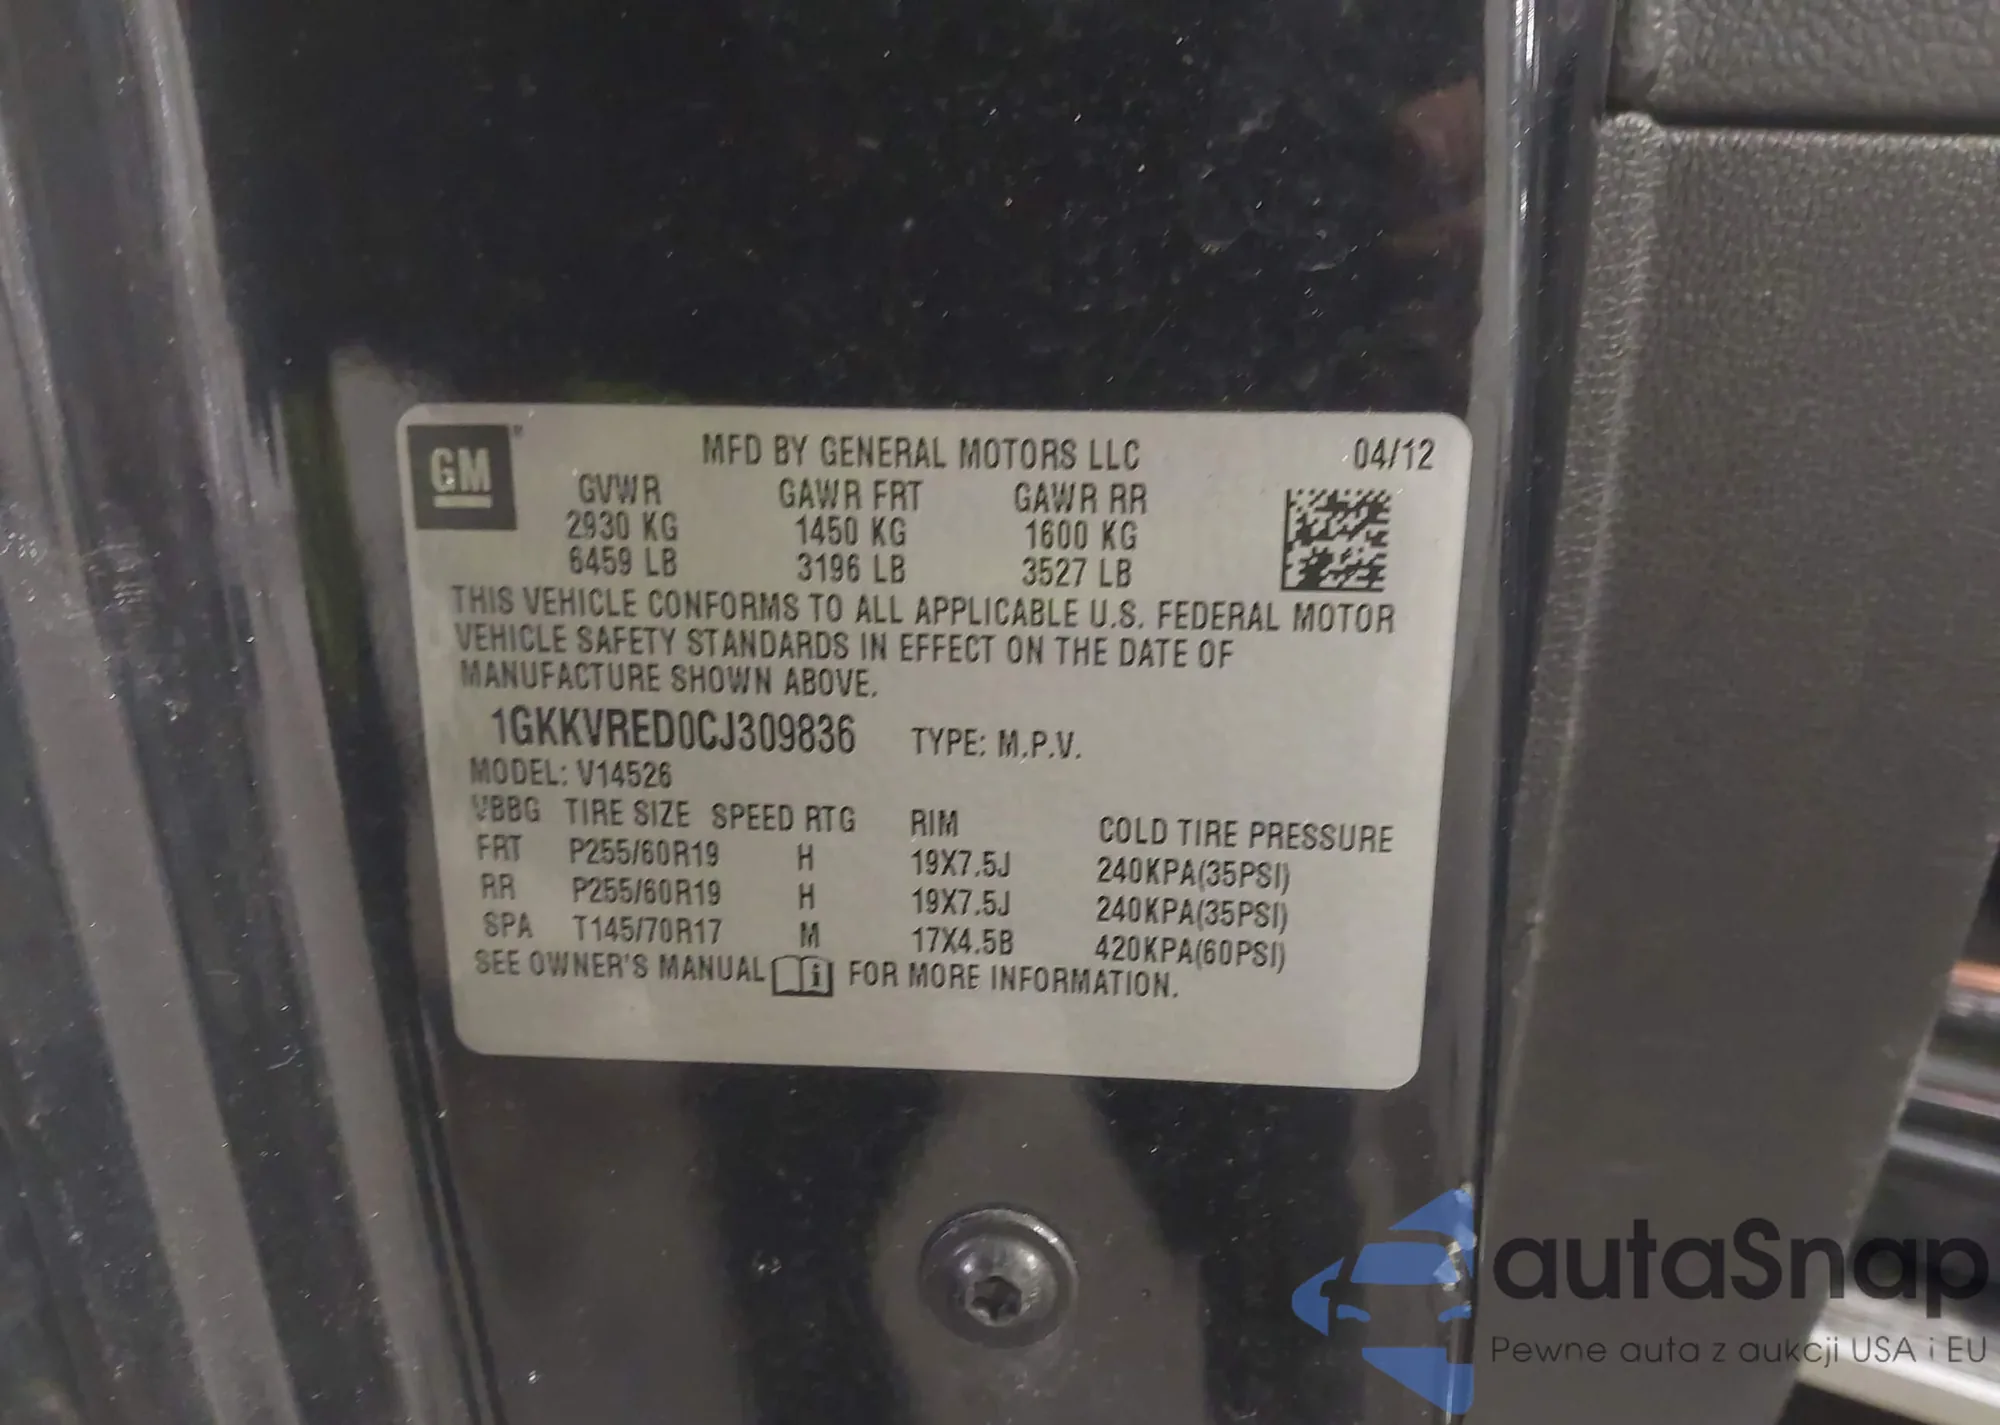 GM
MFD BY GENERAL MOTORS LLC 04/12
GVWR GAWR FRT GAWR RR
2930 KG 1450 KG 1600 KG
6459 LB 3196 LB 3527 LB
THIS VEHICLE CONFORMS TO ALL APPLICABLE U.S. FEDERAL MOTOR
VEHICLE SAFETY STANDARDS IN EFFECT ON THE DATE OF
MANUFACTURE SHOWN ABOVE.
1GKKVRED0CJ309836 TYPE: M.P.V.
MODEL: V14526
VBBG TIRE SIZE SPEED RTG RIM COLD TIRE PRESSURE
FRT P255/60R19 H 19X7.5J 240KPA(35PSI)
RR P255/60R19 H 19X7.5J 240KPA(35PSI)
SPA T145/70R17 M 17X4.5B 420KPA(60PSI)
SEE OWNER'S MANUAL i FOR MORE INFORMATION.
autaSnap
Pewne auta z aukcji USA i EU